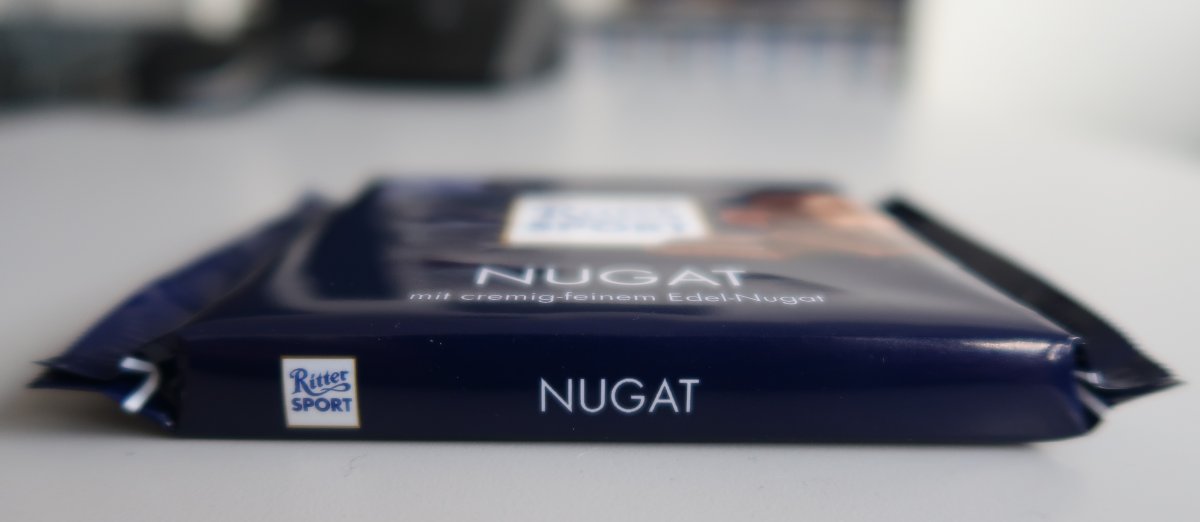 Ritter
SPORT
NUGAT
mit cremig-feinem Edel-Nugat
Ritter
SPORT
NUGAT